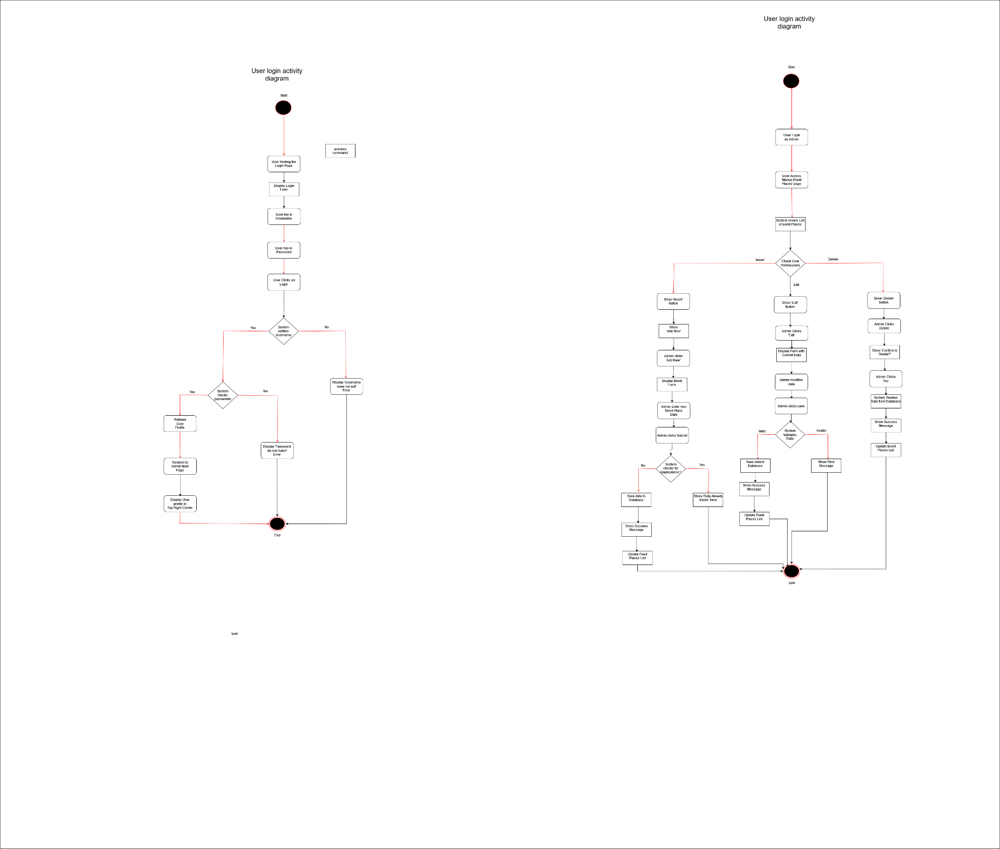 User login activity
diagram
Start
process
command
User Visiting the
Login Page
Display Login
Form
User key in
Username
User Key in
Password
User Clicks on
Login
System
verifies
Username
Yes
No
Display 'Username
does not exif'
Error
System
checks
passwords
Yes
No
Retrieve
User
Profile
Display 'Password
do not match'
Error
Redirect to
Admin Main
Page
Display User
profile in
Top Right Corner
End
End
User login activity
diagram
Start
User Login
as Admin
User Access
'Mange Event
Places' page
System shows List
of Event Places
Check User
Permissions
Insert
Delete
Edit
Show 'Insert'
Button
Show
'Add New'
Admin clicks
'Add New'
Display Blank
Form
Admin Enter new
Event Place
Data
Admin clicks Submit
System
checks for
Duplications?
No
Yes
Save data to
Database
Show 'Data Already
Exists' Error
Show Success
Message
Update Event
Places List
Show 'Edit'
Button
Admin Clicks
'Edit'
Display Form with
Current Data
Admin modifies
data
Admin clicks save
System
Validates
Data
Valid
Invalid
Save data to
Database
Show Error
Message
Show Success
Message
Update Event
Places List
Show 'Delete'
button
Admin Clicks
Delete
Show 'Confirm to
Delete?'
Admin Clicks
Yes
System Deletes
Data from Database
Show Success
Message
Update Event
Places List
End